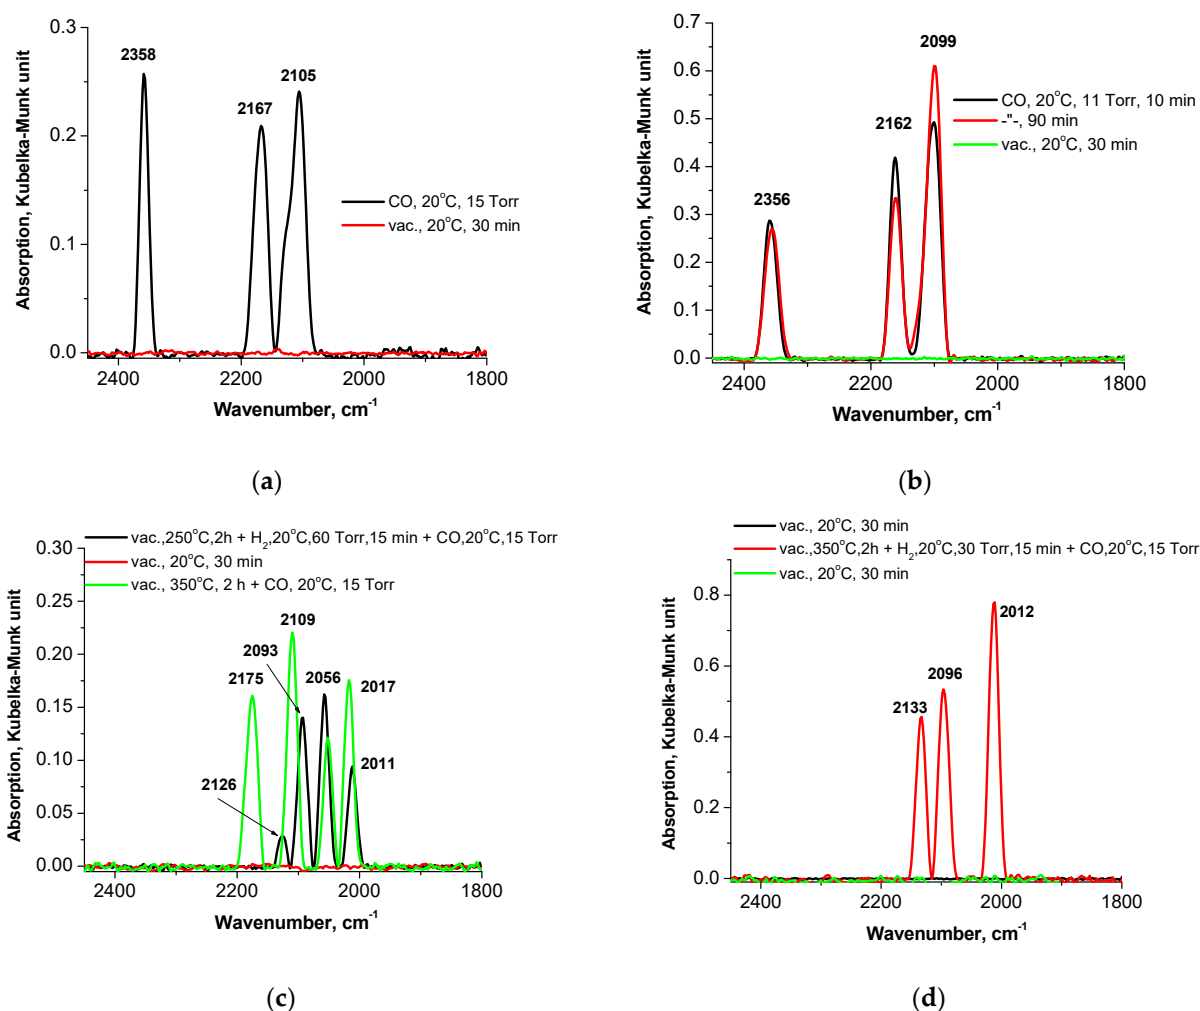 0.3
0.2
0.1
0.0
Absorption, Kubelka-Munk unit
2358
2167
2105
CO, 20°C, 15 Torr
vac., 20°C, 30 min
2400 2200 2000 1800
Wavenumber, cm⁻¹
(a)
0.7
0.6
0.5
0.4
0.3
0.2
0.1
0.0
Absorption, Kubelka-Munk unit
2356
2162
2099
CO, 20°C, 11 Torr, 10 min
-"-, 90 min
vac., 20°C, 30 min
2400 2200 2000 1800
Wavenumber, cm⁻¹
(b)
vac.,250°C,2h + H₂,20°C,60 Torr,15 min + CO,20°C,15 Torr
vac., 20°C, 30 min
vac., 350°C, 2 h + CO, 20°C, 15 Torr
0.30
0.25
0.20
0.15
0.10
0.05
0.00
Absorption, Kubelka-Munk unit
2109
2093
2056
2175
2017
2011
2126
2400 2200 2000 1800
Wavenumber, cm⁻¹
(c)
vac., 20°C, 30 min
vac.,350°C,2h + H₂,20°C,30 Torr,15 min + CO,20°C,15 Torr
vac., 20°C, 30 min
0.8
0.6
0.4
0.2
0.0
Absorption, Kubelka-Munk unit
2012
2096
2133
2400 2200 2000 1800
Wavenumber, cm⁻¹
(d)